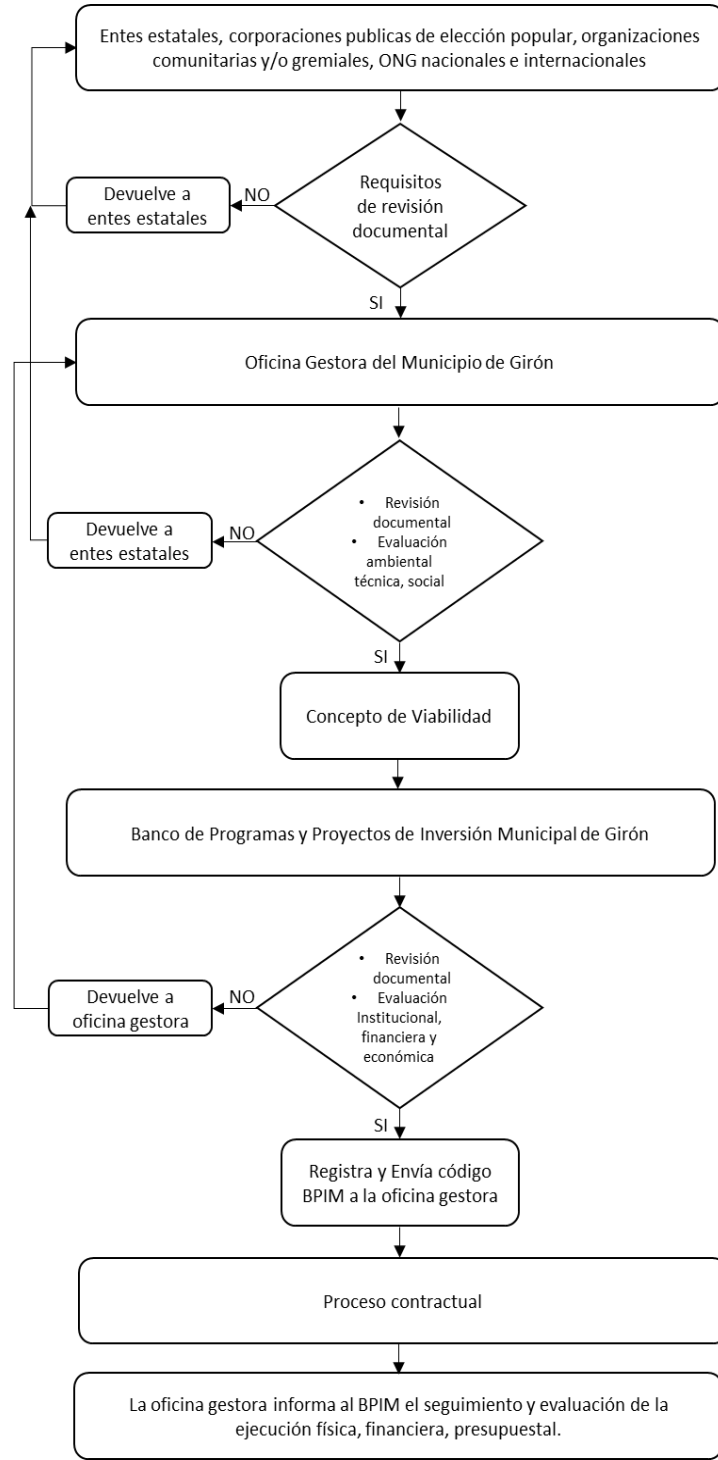 Entes estatales, corporaciones publicas de elección popular, organizaciones
comunitarias y/o gremiales, ONG nacionales e internacionales
Requisitos
de revisión
documental
NO
Devuelve a
entes estatales
SI
Oficina Gestora del Municipio de Girón
• Revisión
documental
• Evaluación
ambiental
técnica, social
NO
Devuelve a
entes estatales
SI
Concepto de Viabilidad
Banco de Programas y Proyectos de Inversión Municipal de Girón
• Revisión
documental
• Evaluación
Institucional,
financiera y
económica
NO
Devuelve a
oficina gestora
SI
Registra y Envía código
BPIM a la oficina gestora
Proceso contractual
La oficina gestora informa al BPIM el seguimiento y evaluación de la
ejecución física, financiera, presupuestal.